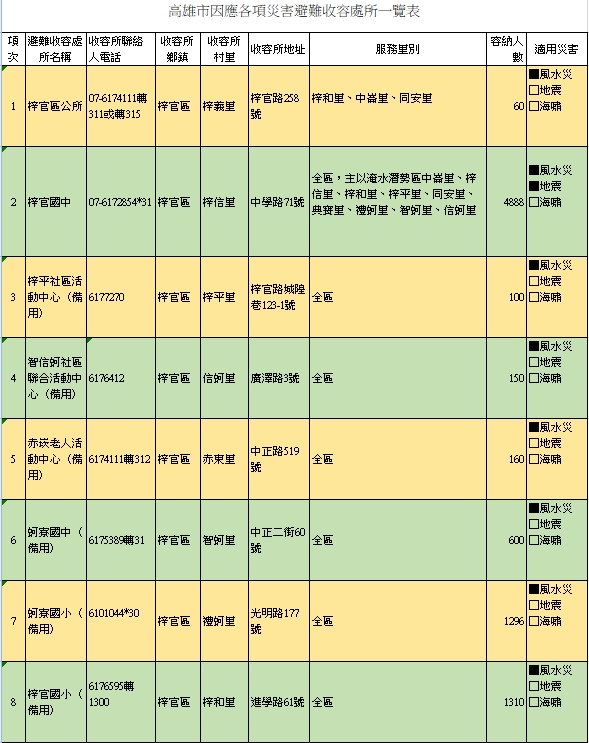 高雄市因應各項災害避難收容處所一覽表
項次 避難收容處所名稱 收容所聯絡人電話 收容所鄉鎮 收容所村里 收容所地址 服務里別 容納人數 適用災害
1 梓官區公所 07-6174111轉311或轉315 梓官區 梓義里 梓官路258號 梓和里、中崙里、同安里 60 ■風水災 □地震 □海嘯
2 梓官國中 07-6172854*31 梓官區 梓信里 中學路71號 全區，主以淹水潛勢區中崙里、梓信里、梓和里、梓平里、同安里、典寶里、禮蚵里、智蚵里、信蚵里 4888 ■風水災 ■地震 □海嘯
3 梓平社區活動中心（備用） 6177270 梓官區 梓平里 梓官路城隍巷123-1號 全區 100 ■風水災 □地震 □海嘯
4 智信蚵社區聯合活動中心（備用） 6176412 梓官區 信蚵里 廣澤路3號 全區 150 ■風水災 □地震 □海嘯
5 赤崁老人活動中心（備用） 6174111轉312 梓官區 赤東里 中正路519號 全區 160 ■風水災 □地震 □海嘯
6 蚵寮國中（備用） 6175389轉31 梓官區 智蚵里 中正二街60號 全區 600 ■風水災 □地震 □海嘯
7 蚵寮國小（備用） 6101044*30 梓官區 禮蚵里 光明路177號 全區 1296 ■風水災 □地震 □海嘯
8 梓官國小（備用） 6176595轉1300 梓官區 梓和里 進學路61號 全區 1310 ■風水災 □地震 □海嘯